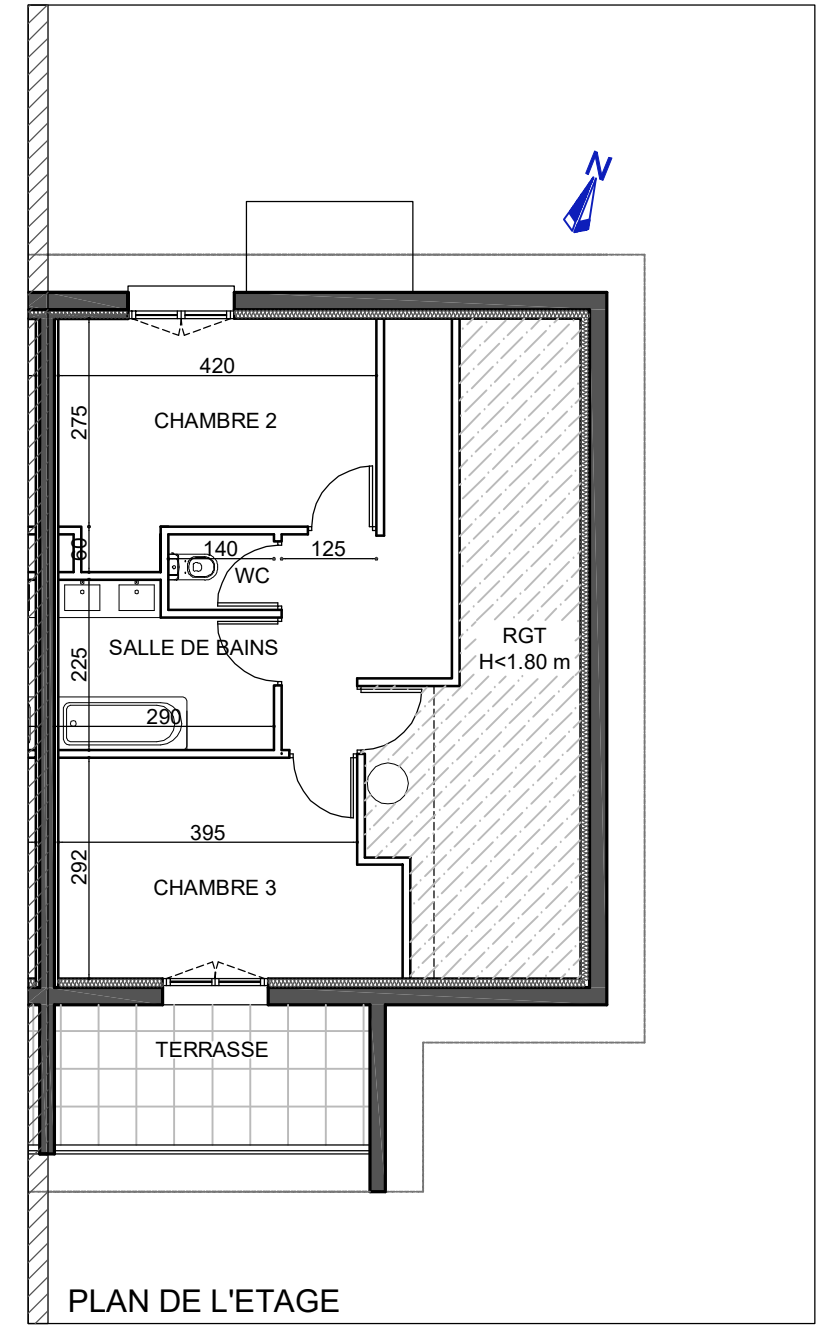 N
420
275
CHAMBRE 2
60
140
125
WC
SALLE DE BAINS
225
RGT
H<1.80 m
290
395
292
CHAMBRE 3
TERRASSE
PLAN DE L'ETAGE